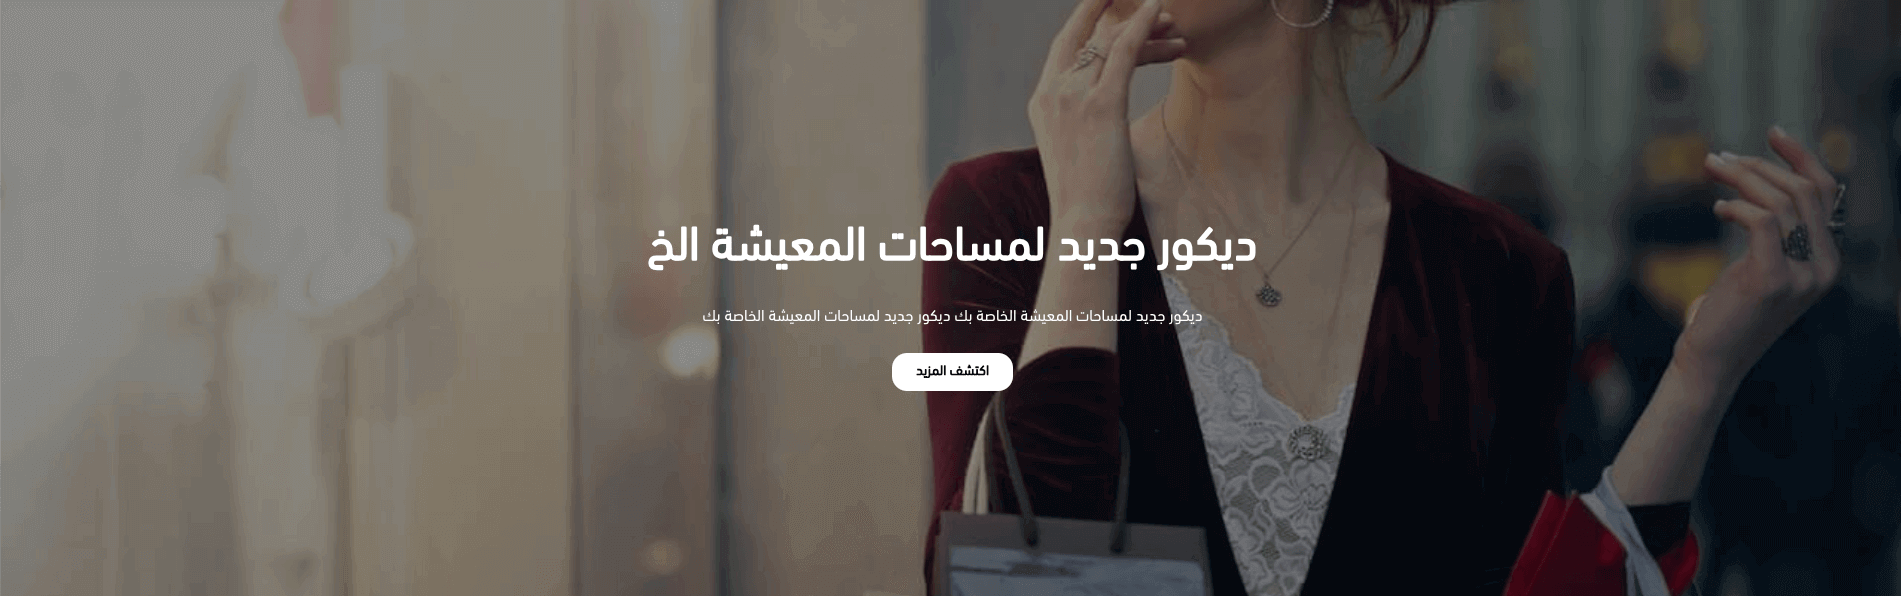 ديكور جديد لمساحات المعيشة الخ
ديكور جديد لمساحات المعيشة الخاصة بك ديكور جديد لمساحات المعيشة الخاصة بك
اكتشف المزيد